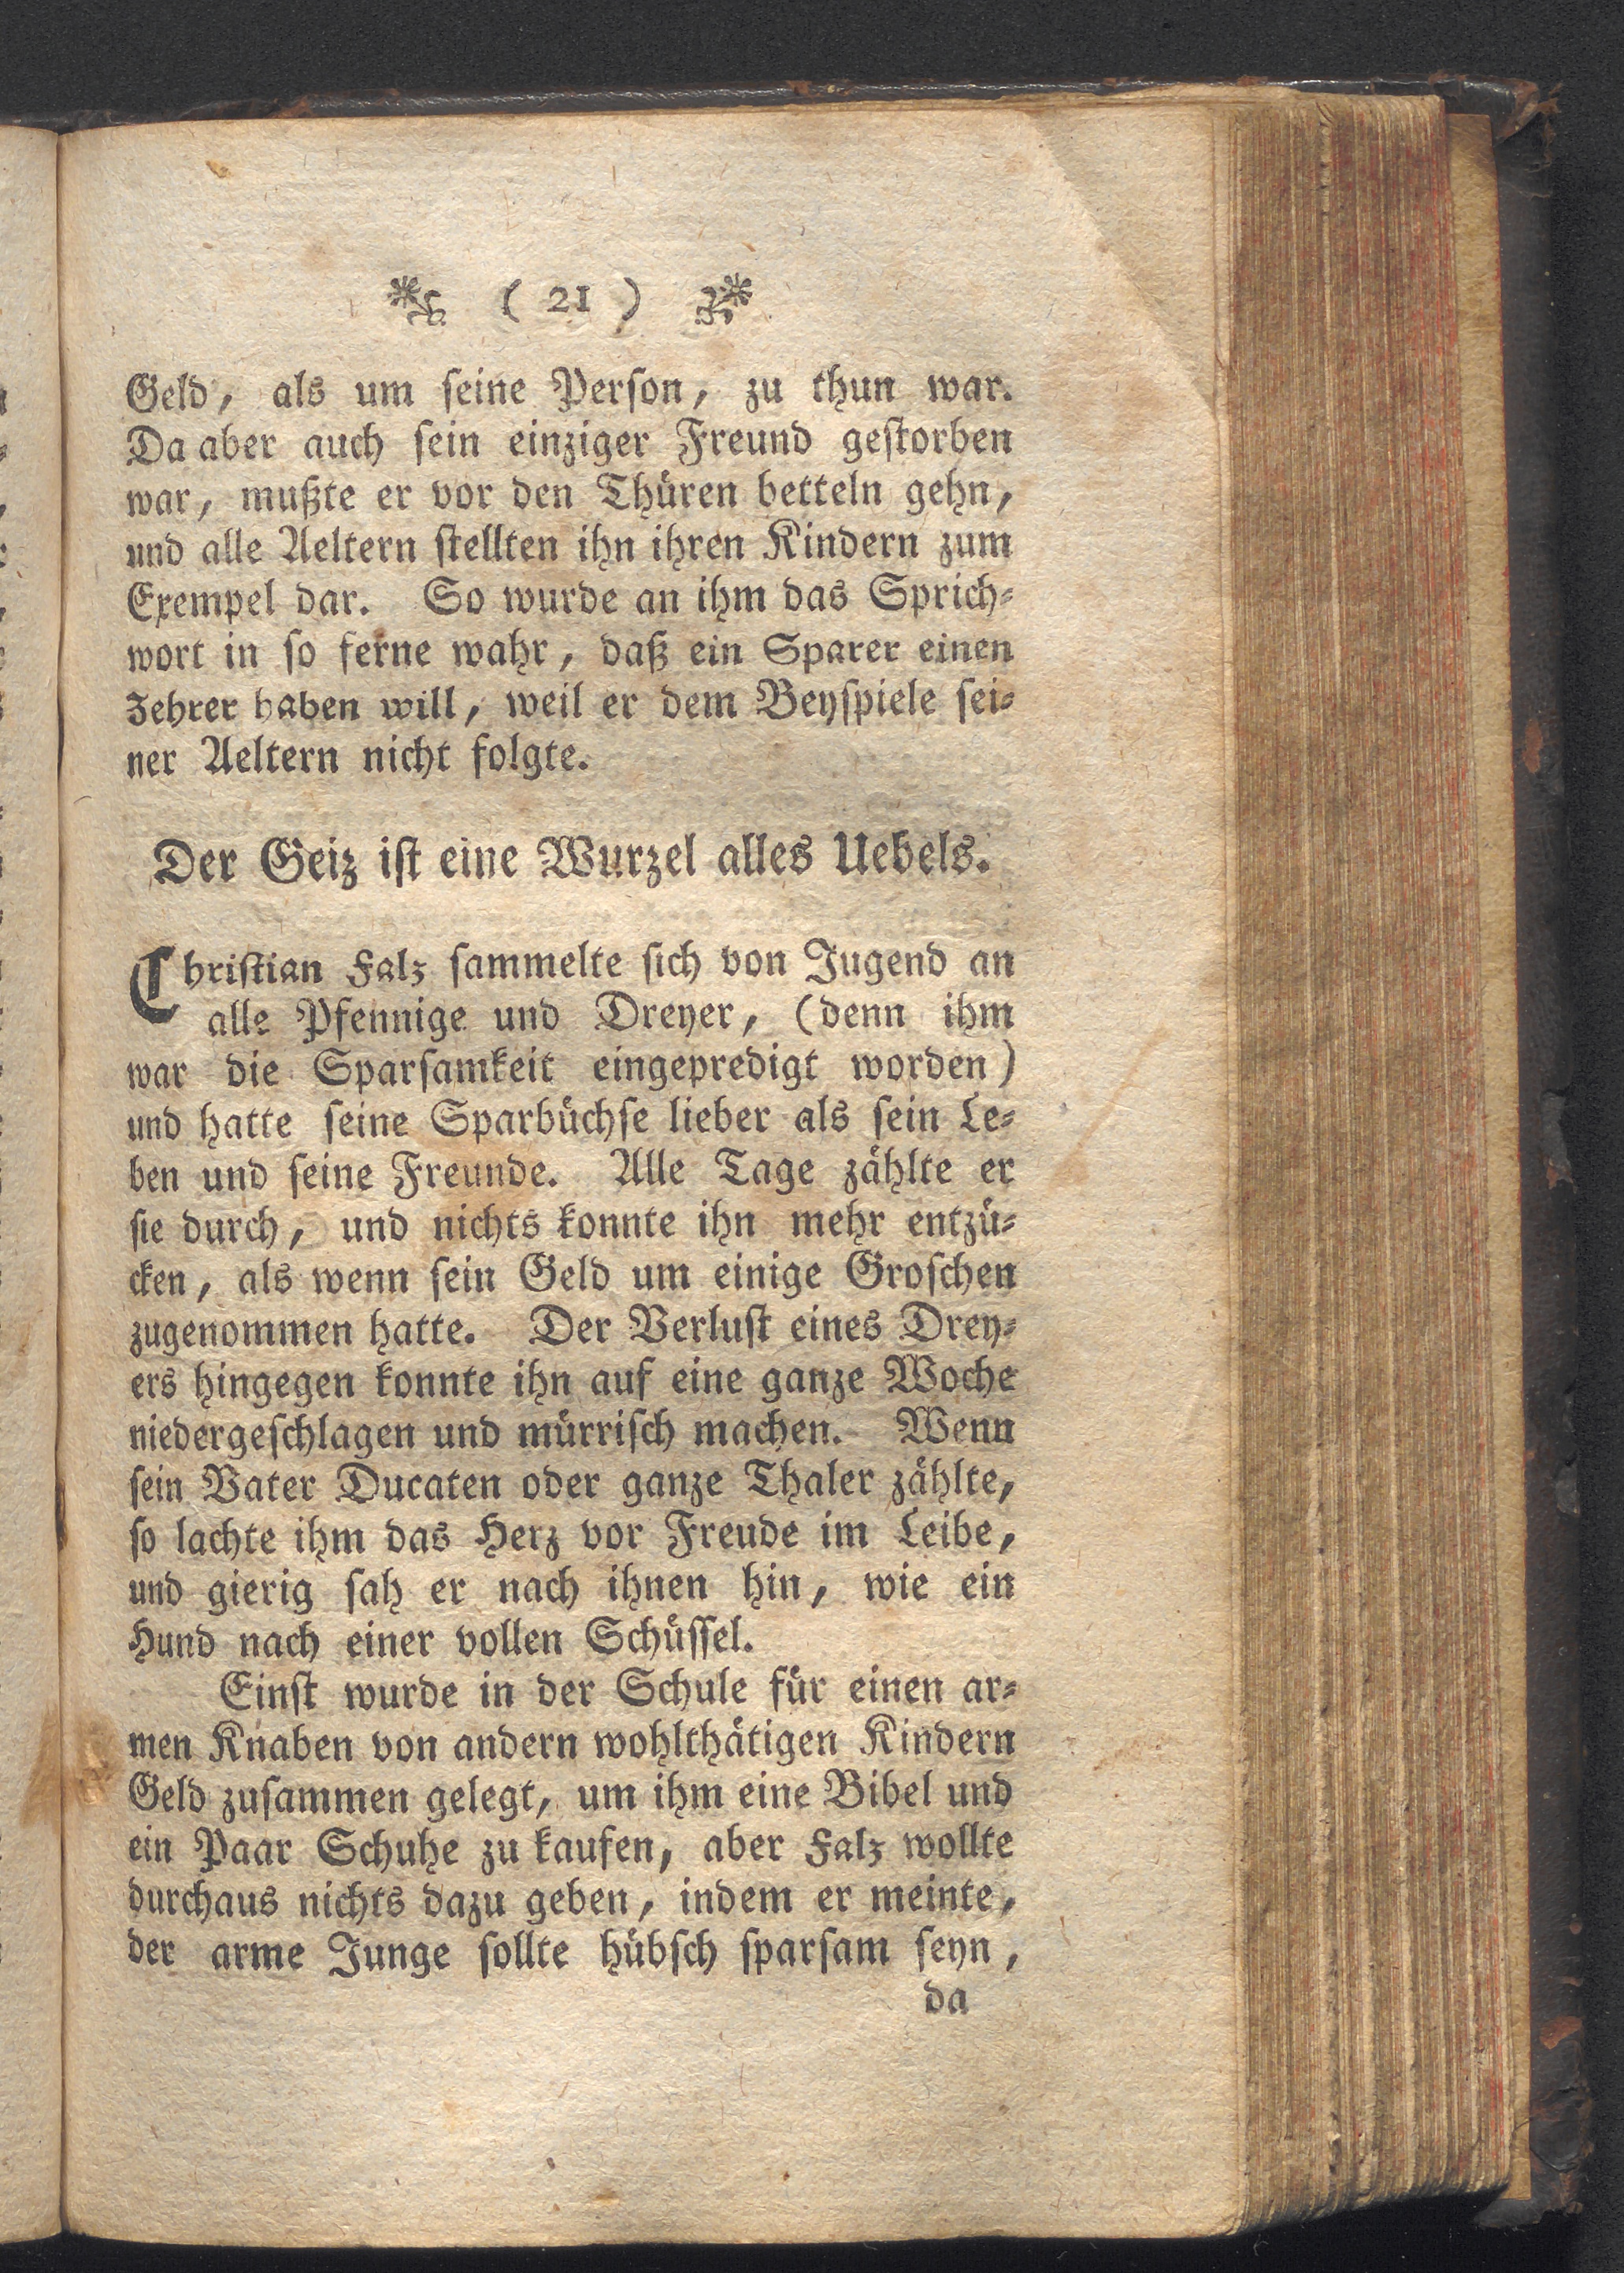 ( 21 )
Geld, als um seine Person, zu thun war.
Da aber auch sein einziger Freund gestorben
war, mußte er vor den Thüren betteln gehn,
und alle Aeltern stellten ihn ihren Kindern zum
Exempel dar. So wurde an ihm das Sprich-
wort in so ferne wahr, daß ein Sparer einen
Zehrer haben will, weil er dem Beyspiele sei-
ner Aeltern nicht folgte.
Der Geiz ist eine Wurzel alles Uebels.
Christian Falz sammelte sich von Jugend an
alle Pfennige und Dreyer, (denn ihm
war die Sparsamkeit eingepredigt worden)
und hatte seine Sparbüchse lieber als sein Le-
ben und seine Freunde. Alle Tage zählte er
sie durch, und nichts konnte ihn mehr entzü-
cken, als wenn sein Geld um einige Groschen
zugenommen hatte. Der Verlust eines Drey-
ers hingegen konnte ihn auf eine ganze Woche
niedergeschlagen und mürrisch machen. Wenn
sein Vater Ducaten oder ganze Thaler zählte,
so lachte ihm das Herz vor Freude im Leibe,
und gierig sah er nach ihnen hin, wie ein
Hund nach einer vollen Schüssel.
Einst wurde in der Schule für einen ar-
men Knaben von andern wohlthätigen Kindern
Geld zusammen gelegt, um ihm eine Bibel und
ein Paar Schuhe zu kaufen, aber Falz wollte
durchaus nichts dazu geben, indem er meinte,
der arme Junge sollte hübsch sparsam seyn,
da